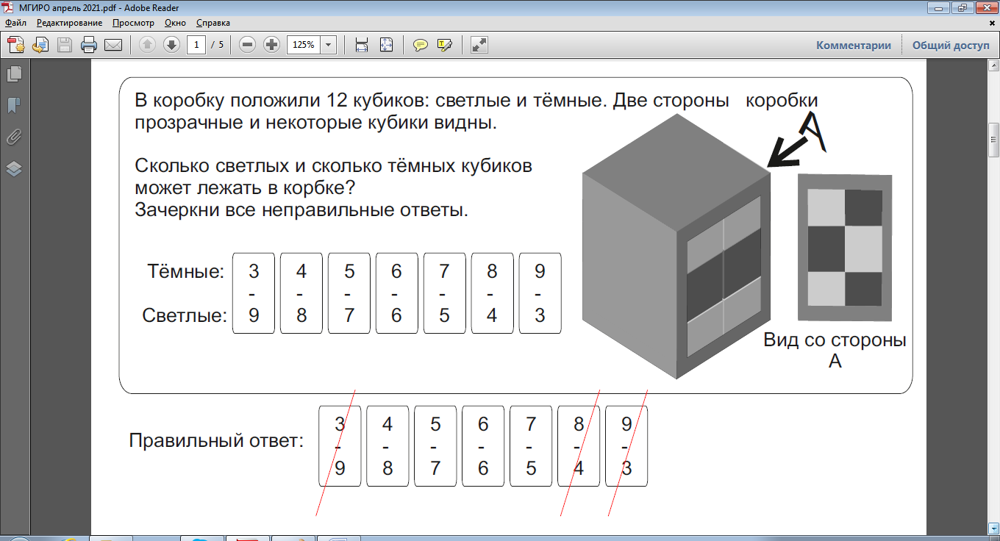 МГИРО апрель 2021.pdf - Adobe Reader
Файл Редактирование Просмотр Окно Справка
1 / 5 125% Комментарии Общий доступ
В коробку положили 12 кубиков: светлые и тёмные. Две стороны коробки
прозрачные и некоторые кубики видны.
А
Сколько светлых и сколько тёмных кубиков
может лежать в корбке?
Зачеркни все неправильные ответы.
Тёмные: 3 4 5 6 7 8 9
- - - - - - -
Светлые: 9 8 7 6 5 4 3
Вид со стороны
А
3 4 5 6 7 8 9
Правильный ответ: - - - - - - -
9 8 7 6 5 4 3